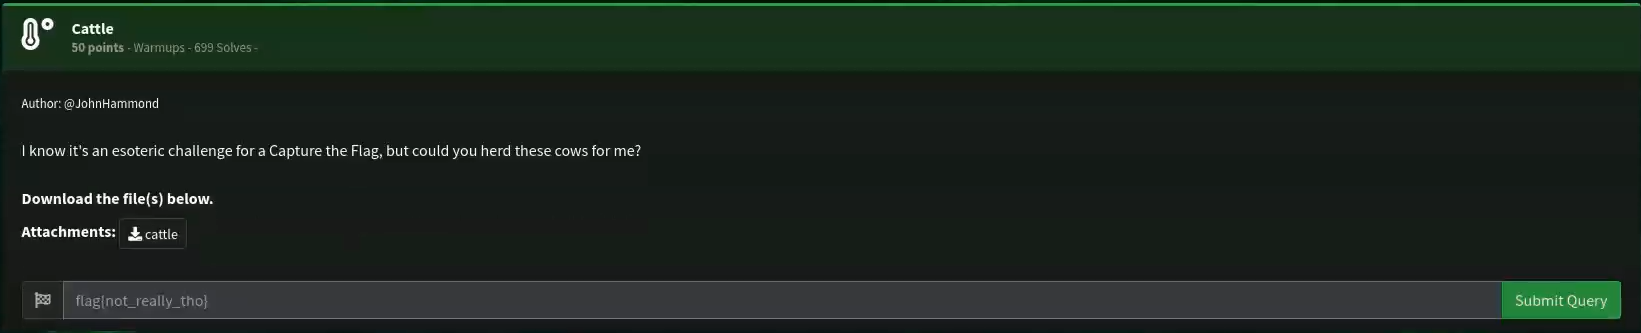 Cattle
50 points - Warmups - 699 Solves -
Author: @JohnHammond
I know it's an esoteric challenge for a Capture the Flag, but could you herd these cows for me?
Download the file(s) below.
Attachments: cattle
flag{not_really_tho} Submit Query